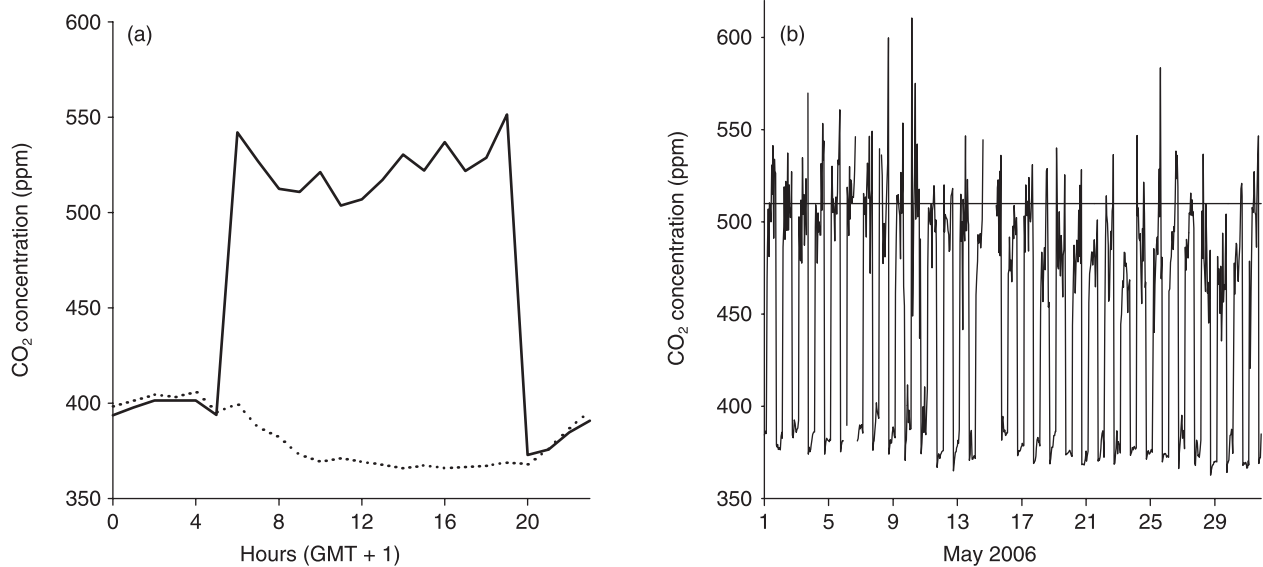 (a)
600
550
500
450
400
350
CO2 concentration (ppm)
0 4 8 12 16 20
Hours (GMT + 1)
(b)
600
550
500
450
400
350
CO2 concentration (ppm)
1 5 9 13 17 21 25 29
May 2006